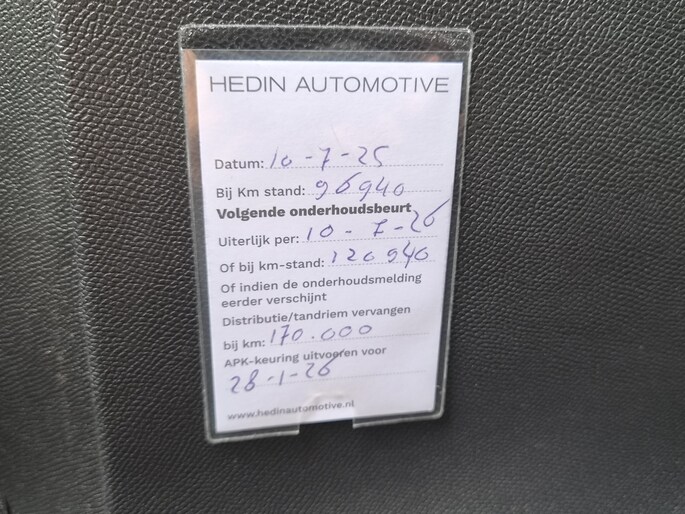 HEDIN AUTOMOTIVE
Datum: 10-7-25
Bij Km stand: 96940
Volgende onderhoudsbeurt
Uiterlijk per: 10-7-26
Of bij km-stand: 120940
Of indien de onderhoudsmelding
eerder verschijnt
Distributie/tandriem vervangen
bij km: 170.000
APK-keuring uitvoeren voor
28-1-26
www.hedinautomotive.nl